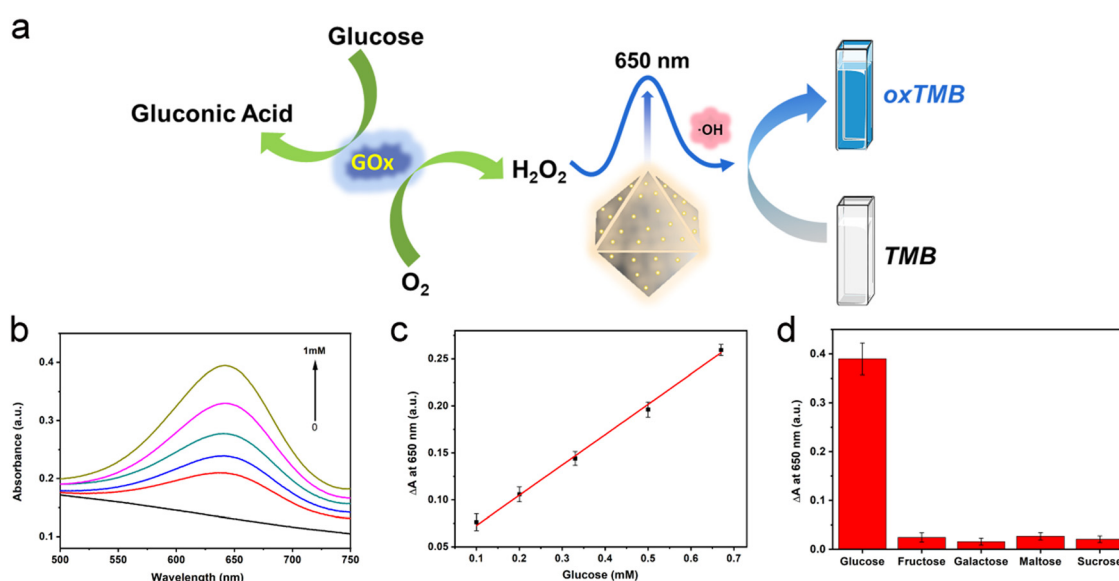 a
Glucose
Gluconic Acid
GOx
O₂
H₂O₂
650 nm
·OH
oxTMB
TMB
b
Absorbance (a.u.)
0.4
0.3
0.2
0.1
1mM
0
500 550 600 650 700 750
Wavelength (nm)
c
ΔA at 650 nm (a.u.)
0.25
0.20
0.15
0.10
0.05
0.1 0.2 0.3 0.4 0.5 0.6 0.7
Glucose (mM)
d
ΔA at 650 nm (a.u.)
0.4
0.3
0.2
0.1
0.0
Glucose Fructose Galactose Maltose Sucrose